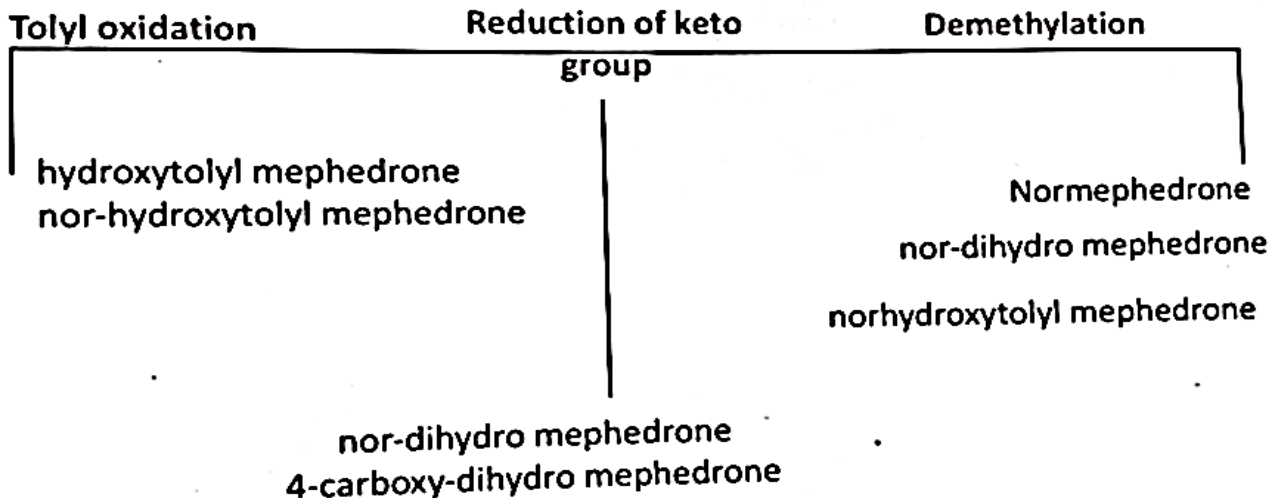 Tolyl oxidation
Reduction of keto
group
Demethylation
hydroxytolyl mephedrone
nor-hydroxytolyl mephedrone
Normephedrone
nor-dihydro mephedrone
norhydroxytolyl mephedrone
nor-dihydro mephedrone
4-carboxy-dihydro mephedrone